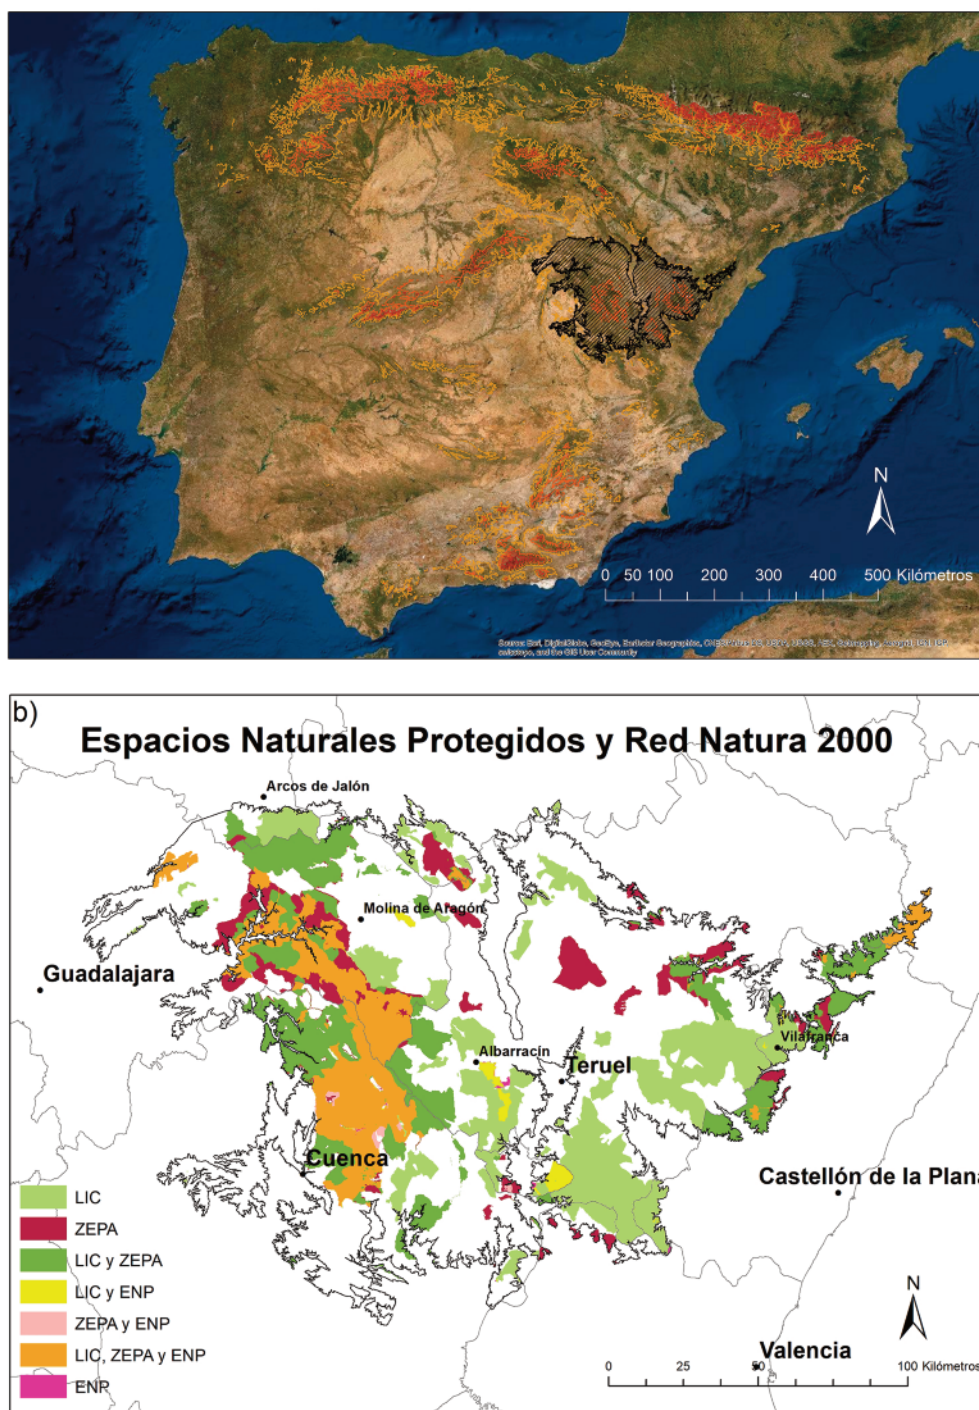 N
0 50 100 200 300 400 500 Kilómetros
b)
Espacios Naturales Protegidos y Red Natura 2000
Arcos de Jalón
Molina de Aragón
Guadalajara
Vilafranca
Albarracín
Teruel
Cuenca
Castellón de la Plana
LIC
ZEPA
LIC y ZEPA
LIC y ENP
ZEPA y ENP
LIC, ZEPA y ENP
ENP
N
Valencia
0 25 50 100 Kilómetros